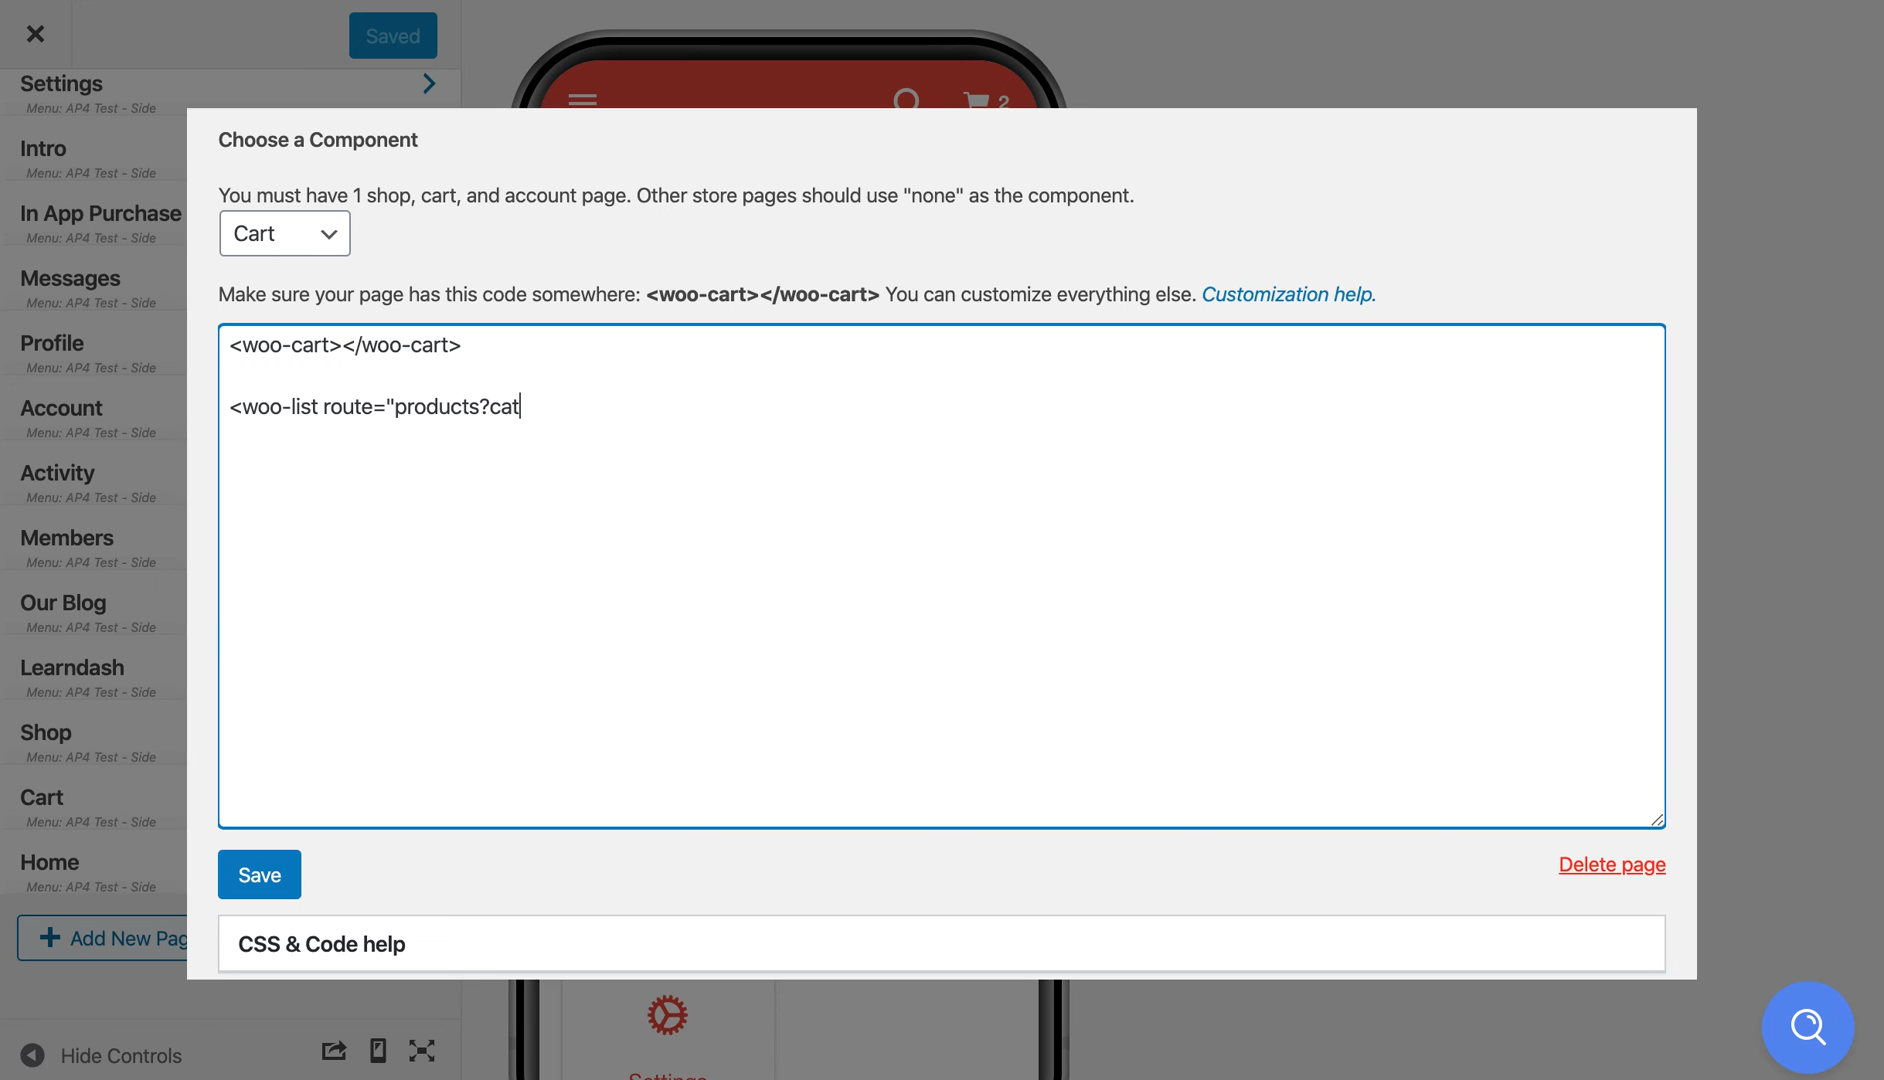 Saved
Settings
Menu: AP4 Test - Side
Intro
Menu: AP4 Test - Side
In App Purchase
Menu: AP4 Test - Side
Messages
Menu: AP4 Test - Side
Profile
Menu: AP4 Test - Side
Account
Menu: AP4 Test - Side
Activity
Menu: AP4 Test - Side
Members
Menu: AP4 Test - Side
Our Blog
Menu: AP4 Test - Side
Learndash
Menu: AP4 Test - Side
Shop
Menu: AP4 Test - Side
Cart
Menu: AP4 Test - Side
Home
Menu: AP4 Test - Side
Add New Pag
Hide Controls
2
Choose a Component
You must have 1 shop, cart, and account page. Other store pages should use "none" as the component.
Cart
Make sure your page has this code somewhere: <woo-cart></woo-cart> You can customize everything else. Customization help.
<woo-cart></woo-cart>
<woo-list route="products?cat
Save
Delete page
CSS & Code help
Settings